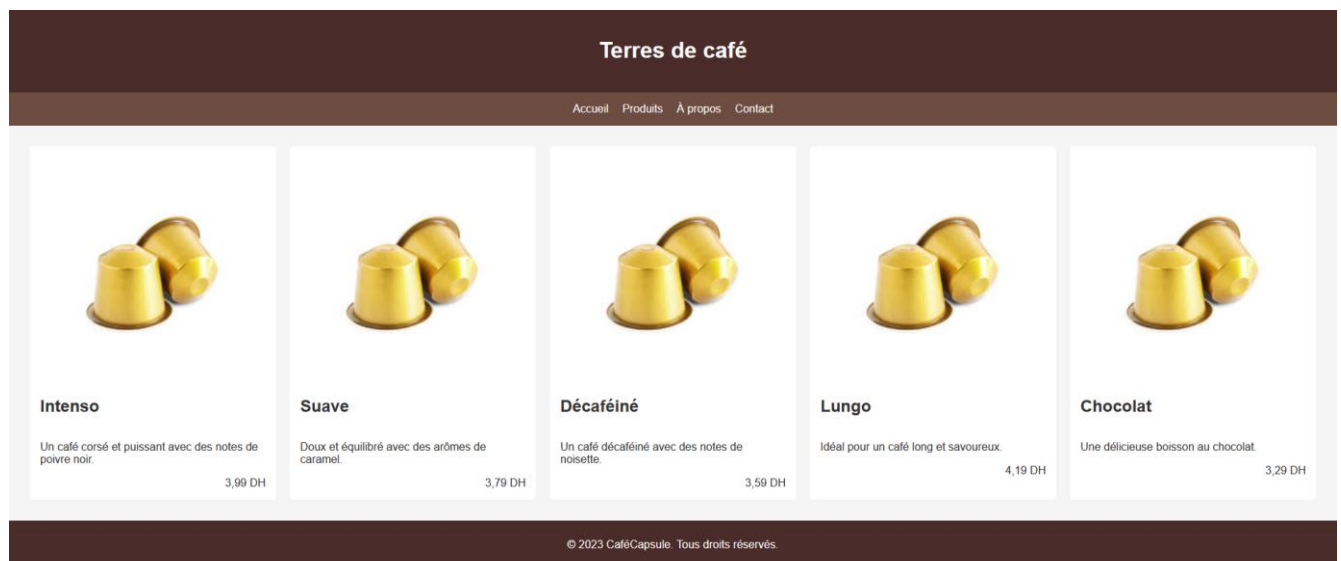 Terres de café
Accueil Produits À propos Contact
Intenso
Un café corsé et puissant avec des notes de
poivre noir.
3,99 DH
Suave
Doux et équilibré avec des arômes de
caramel.
3,79 DH
Décaféiné
Un café décaféiné avec des notes de
noisette.
3,59 DH
Lungo
Idéal pour un café long et savoureux.
4,19 DH
Chocolat
Une délicieuse boisson au chocolat.
3,29 DH
© 2023 CaféCapsule. Tous droits réservés.